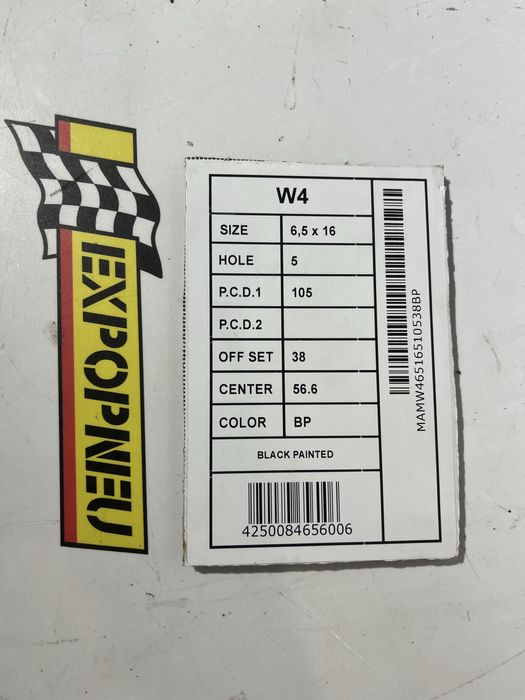 EXPOPNEU
W4
SIZE 6,5 x 16
HOLE 5
P.C.D.1 105
P.C.D.2
OFF SET 38
CENTER 56.6
COLOR BP
BLACK PAINTED
4250084656006
MAMW46516510538BP